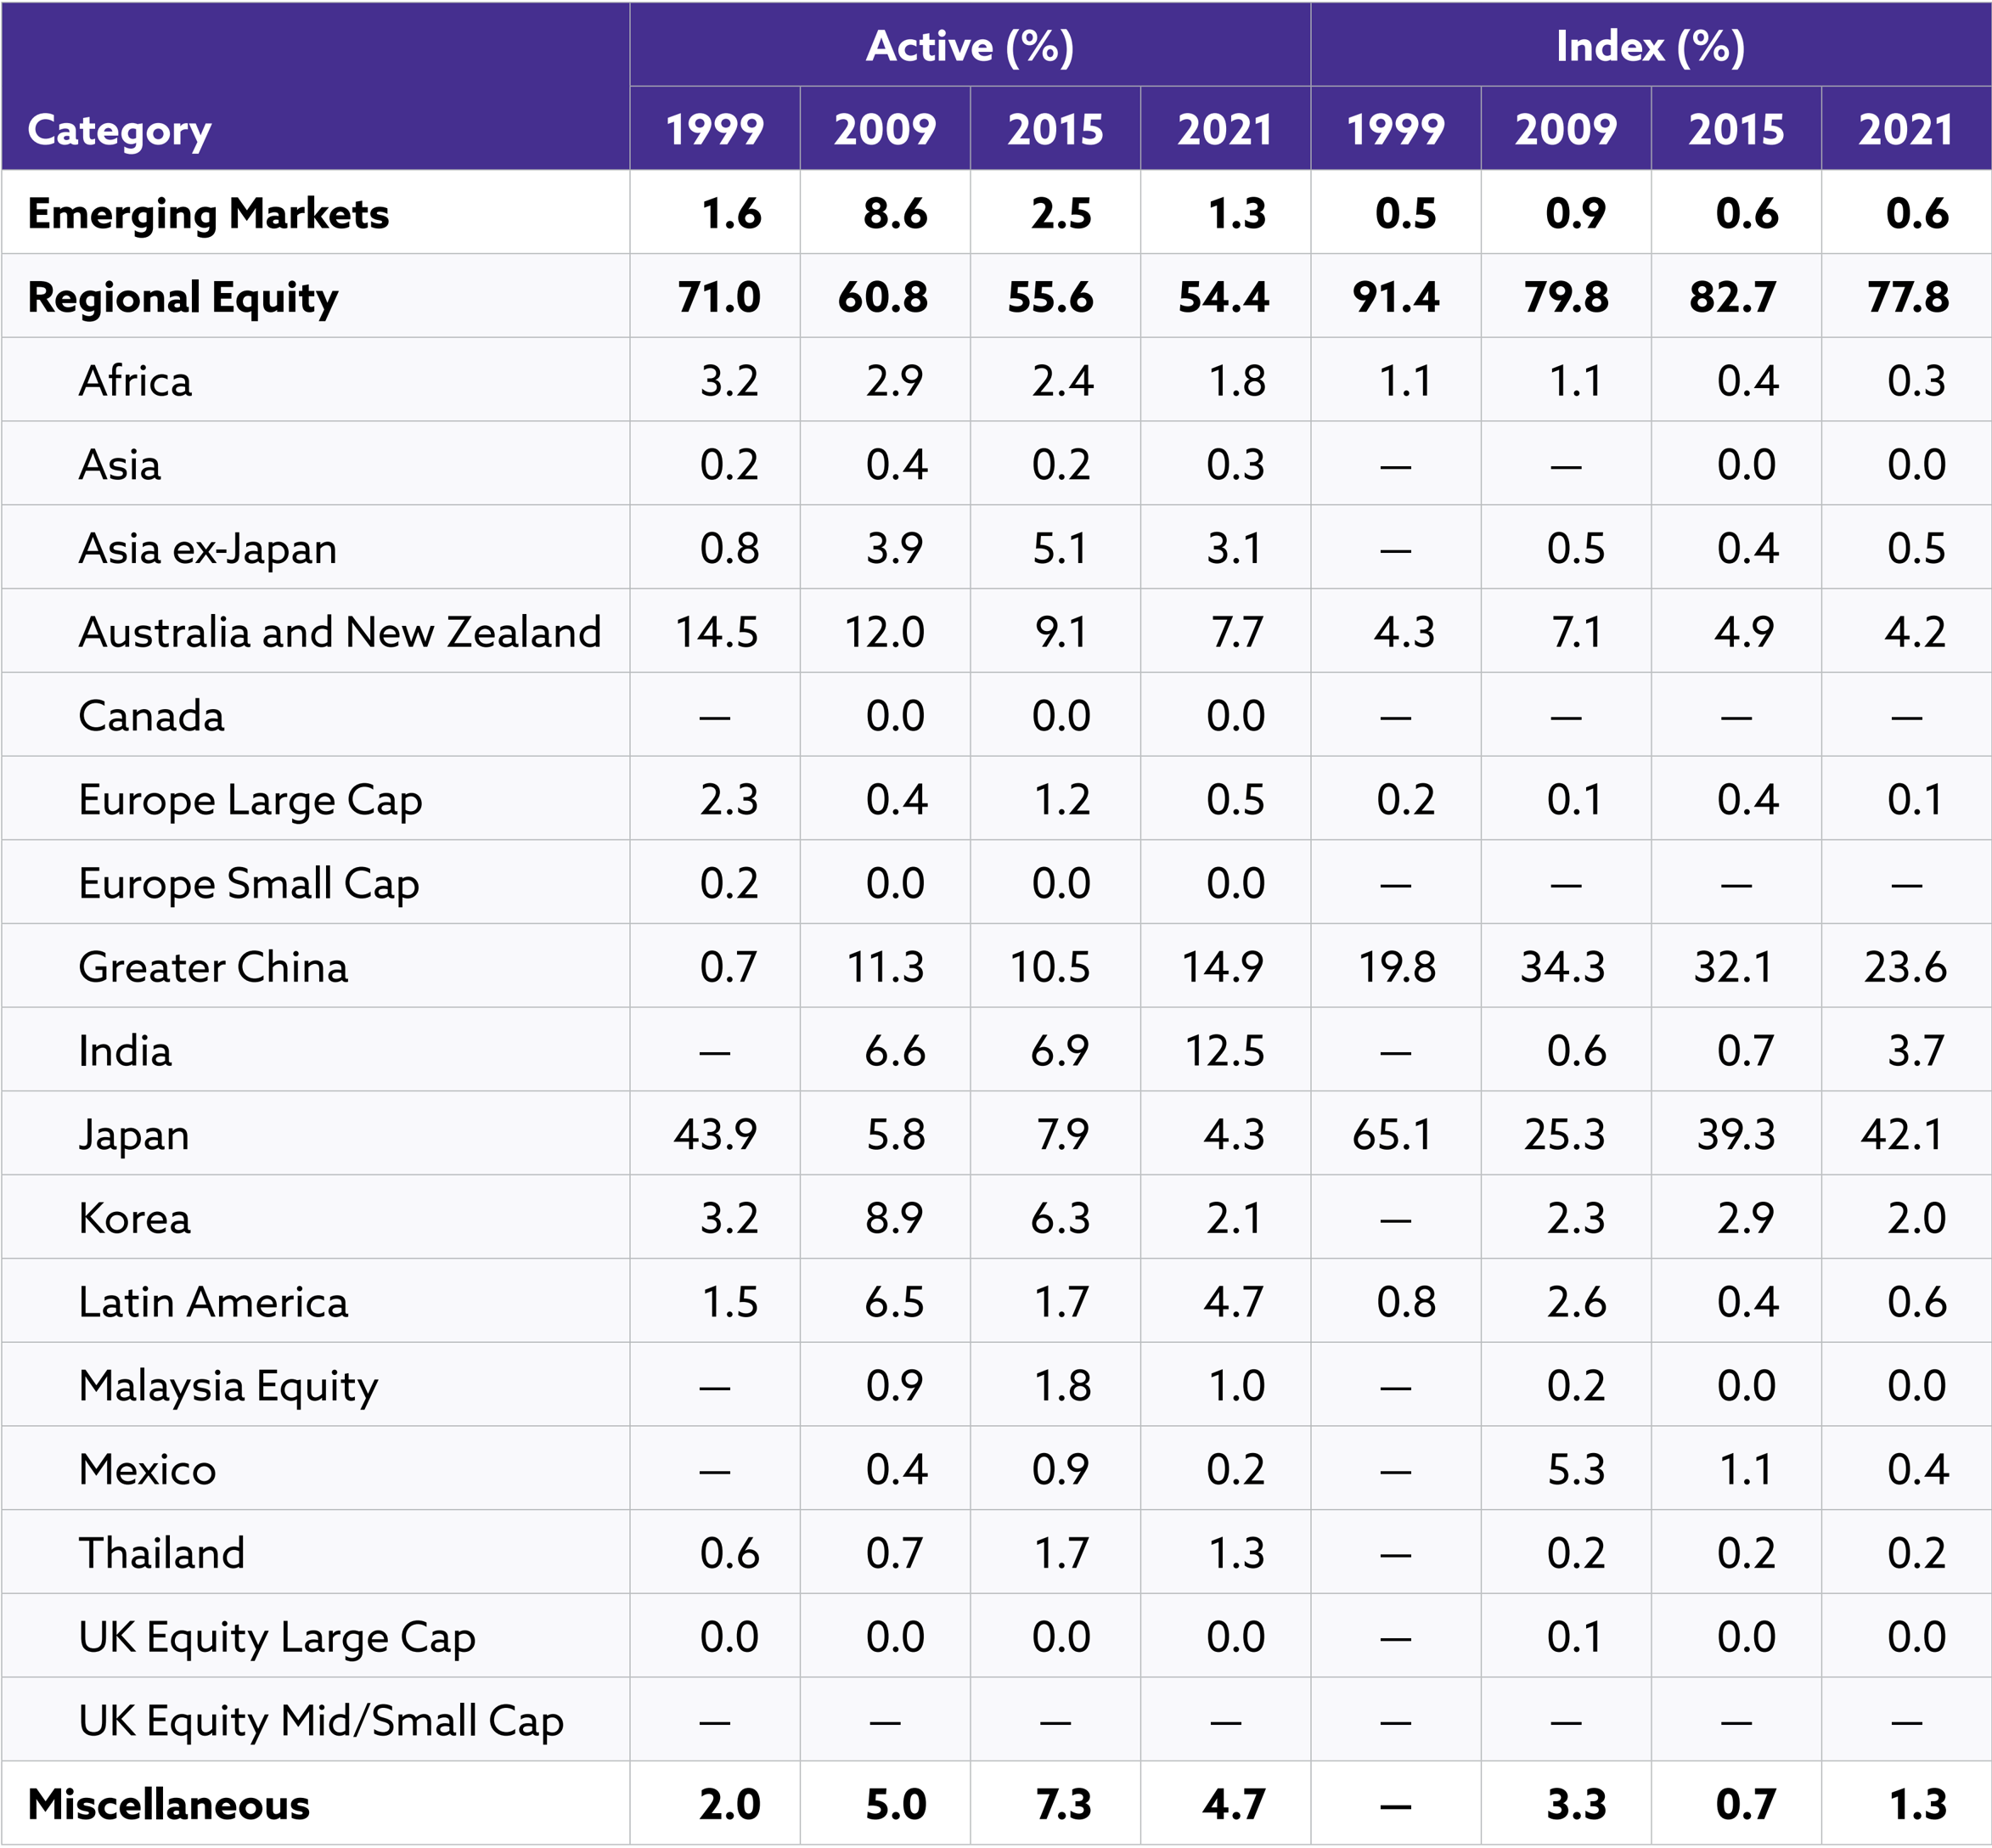 Active (%) Index (%)
Category 1999 2009 2015 2021 1999 2009 2015 2021
Emerging Markets 1.6 8.6 2.5 1.3 0.5 0.9 0.6 0.6
Regional Equity 71.0 60.8 55.6 54.4 91.4 79.8 82.7 77.8
Africa 3.2 2.9 2.4 1.8 1.1 1.1 0.4 0.3
Asia 0.2 0.4 0.2 0.3 — — 0.0 0.0
Asia ex-Japan 0.8 3.9 5.1 3.1 — 0.5 0.4 0.5
Australia and New Zealand 14.5 12.0 9.1 7.7 4.3 7.1 4.9 4.2
Canada — 0.0 0.0 0.0 — — — —
Europe Large Cap 2.3 0.4 1.2 0.5 0.2 0.1 0.4 0.1
Europe Small Cap 0.2 0.0 0.0 0.0 — — — —
Greater China 0.7 11.3 10.5 14.9 19.8 34.3 32.1 23.6
India — 6.6 6.9 12.5 — 0.6 0.7 3.7
Japan 43.9 5.8 7.9 4.3 65.1 25.3 39.3 42.1
Korea 3.2 8.9 6.3 2.1 — 2.3 2.9 2.0
Latin America 1.5 6.5 1.7 4.7 0.8 2.6 0.4 0.6
Malaysia Equity — 0.9 1.8 1.0 — 0.2 0.0 0.0
Mexico — 0.4 0.9 0.2 — 5.3 1.1 0.4
Thailand 0.6 0.7 1.7 1.3 — 0.2 0.2 0.2
UK Equity Large Cap 0.0 0.0 0.0 0.0 — 0.1 0.0 0.0
UK Equity Mid/Small Cap — — — — — — — —
Miscellaneous 2.0 5.0 7.3 4.7 — 3.3 0.7 1.3